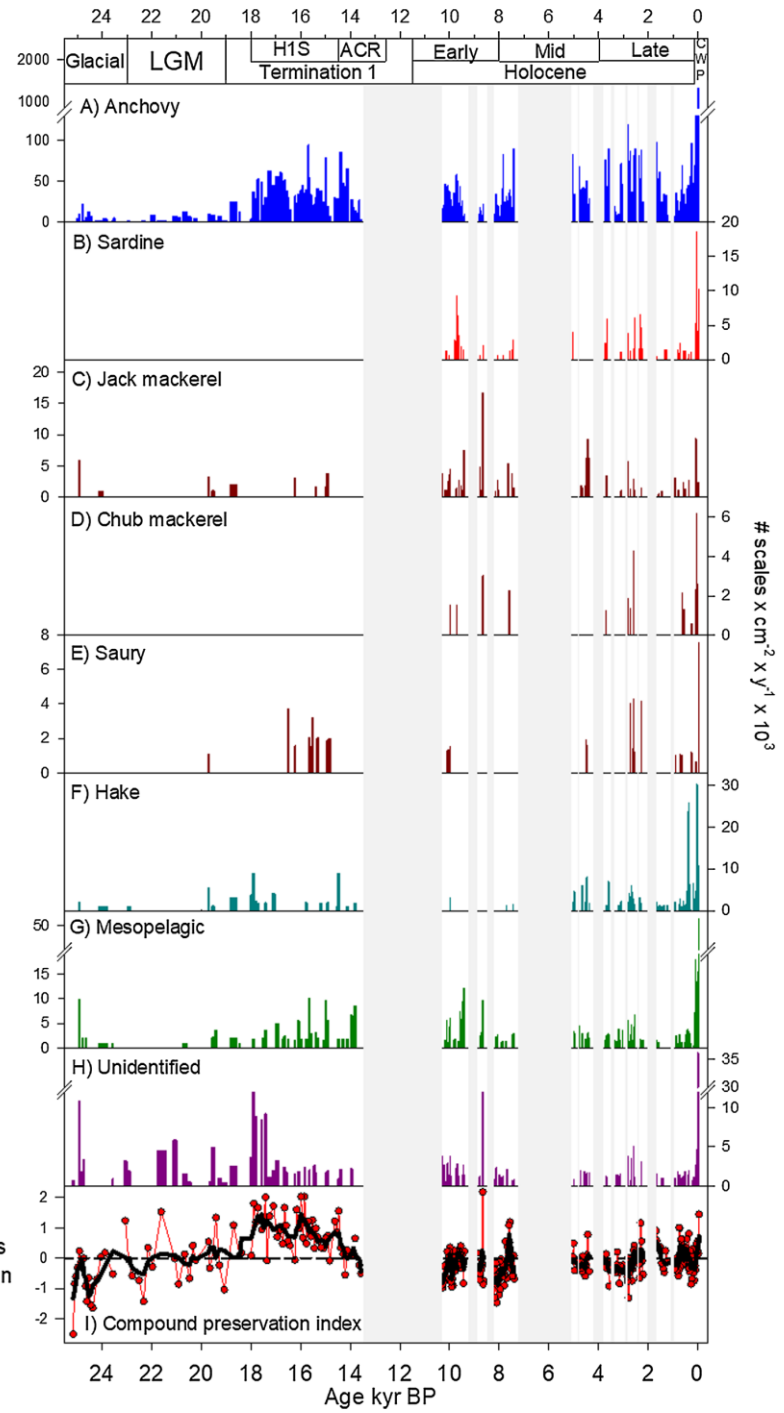 24 22 20 18 16 14 12 10 8 6 4 2 0
Glacial LGM H1S ACR Termination 1 Early Mid Late Holocene C W P
2000
1000
A) Anchovy
100
50
0 20
B) Sardine
15
10
5
0
20
C) Jack mackerel
15
10
5
0
D) Chub mackerel
6
4
2
8 0
E) Saury
6
4
2
0
# scales x cm-2 x y-1 x 103
F) Hake
30
20
10
0
G) Mesopelagic
50
15
10
5
0
H) Unidentified
35
30
10
5
0
2
1
0
-1
-2
s
n
I) Compound preservation index
24 22 20 18 16 14 12 10 8 6 4 2 0
Age kyr BP